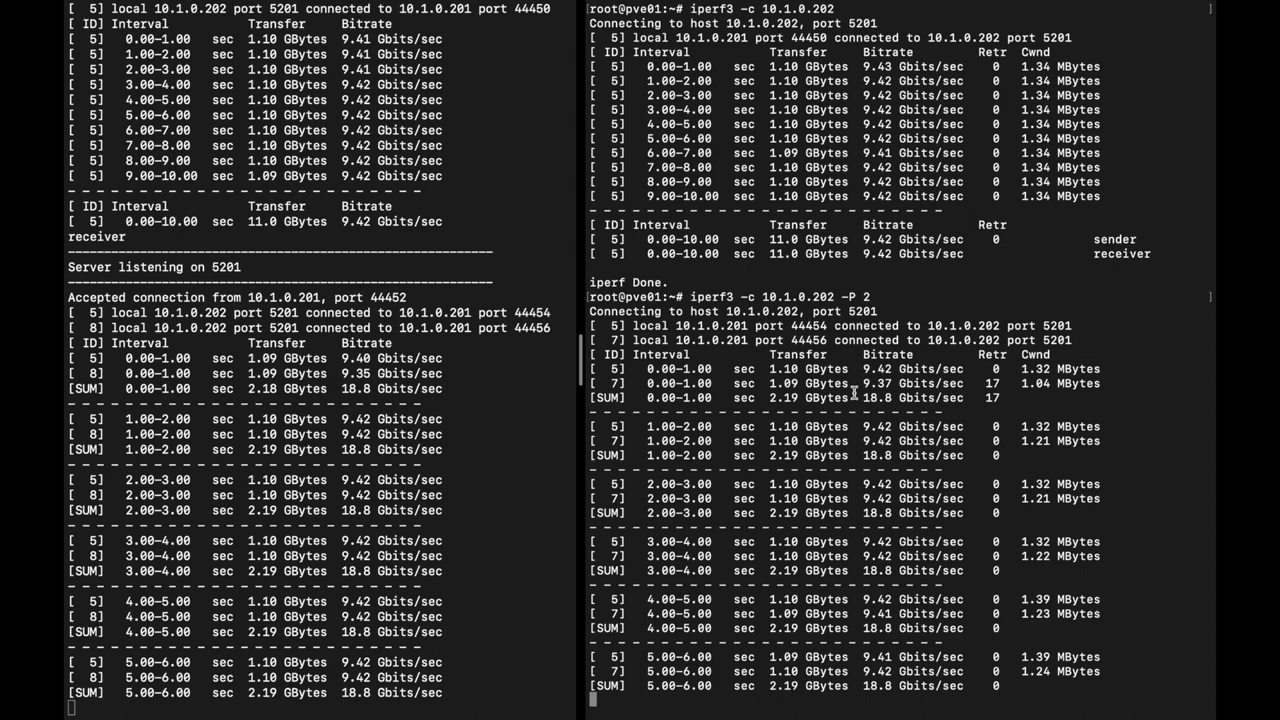 [  5] local 10.1.0.202 port 5201 connected to 10.1.0.201 port 44450
[ ID] Interval           Transfer     Bitrate
[  5]   0.00-1.00   sec  1.10 GBytes  9.41 Gbits/sec
[  5]   1.00-2.00   sec  1.10 GBytes  9.41 Gbits/sec
[  5]   2.00-3.00   sec  1.10 GBytes  9.41 Gbits/sec
[  5]   3.00-4.00   sec  1.10 GBytes  9.42 Gbits/sec
[  5]   4.00-5.00   sec  1.10 GBytes  9.42 Gbits/sec
[  5]   5.00-6.00   sec  1.10 GBytes  9.42 Gbits/sec
[  5]   6.00-7.00   sec  1.10 GBytes  9.42 Gbits/sec
[  5]   7.00-8.00   sec  1.10 GBytes  9.42 Gbits/sec
[  5]   8.00-9.00   sec  1.10 GBytes  9.42 Gbits/sec
[  5]   9.00-10.00  sec  1.09 GBytes  9.42 Gbits/sec
- - - - - - - - - - - - - - - - - - - - - - - - -
[ ID] Interval           Transfer     Bitrate
[  5]   0.00-10.00  sec  11.0 GBytes  9.42 Gbits/sec
receiver
-----------------------------------------------------------
Server listening on 5201
-----------------------------------------------------------
Accepted connection from 10.1.0.201, port 44452
[  5] local 10.1.0.202 port 5201 connected to 10.1.0.201 port 44454
[  8] local 10.1.0.202 port 5201 connected to 10.1.0.201 port 44456
[ ID] Interval           Transfer     Bitrate
[  5]   0.00-1.00   sec  1.09 GBytes  9.40 Gbits/sec
[  8]   0.00-1.00   sec  1.09 GBytes  9.35 Gbits/sec
[SUM]   0.00-1.00   sec  2.18 GBytes  18.8 Gbits/sec
- - - - - - - - - - - - - - - - - - - - - - - - -
[  5]   1.00-2.00   sec  1.10 GBytes  9.42 Gbits/sec
[  8]   1.00-2.00   sec  1.10 GBytes  9.42 Gbits/sec
[SUM]   1.00-2.00   sec  2.19 GBytes  18.8 Gbits/sec
- - - - - - - - - - - - - - - - - - - - - - - - -
[  5]   2.00-3.00   sec  1.10 GBytes  9.42 Gbits/sec
[  8]   2.00-3.00   sec  1.10 GBytes  9.42 Gbits/sec
[SUM]   2.00-3.00   sec  2.19 GBytes  18.8 Gbits/sec
- - - - - - - - - - - - - - - - - - - - - - - - -
[  5]   3.00-4.00   sec  1.10 GBytes  9.42 Gbits/sec
[  8]   3.00-4.00   sec  1.10 GBytes  9.42 Gbits/sec
[SUM]   3.00-4.00   sec  2.19 GBytes  18.8 Gbits/sec
- - - - - - - - - - - - - - - - - - - - - - - - -
[  5]   4.00-5.00   sec  1.10 GBytes  9.42 Gbits/sec
[  8]   4.00-5.00   sec  1.10 GBytes  9.42 Gbits/sec
[SUM]   4.00-5.00   sec  2.19 GBytes  18.8 Gbits/sec
- - - - - - - - - - - - - - - - - - - - - - - - -
[  5]   5.00-6.00   sec  1.10 GBytes  9.42 Gbits/sec
[  8]   5.00-6.00   sec  1.10 GBytes  9.42 Gbits/sec
[SUM]   5.00-6.00   sec  2.19 GBytes  18.8 Gbits/sec
[root@pve01:~# iperf3 -c 10.1.0.202 ]
Connecting to host 10.1.0.202, port 5201
[  5] local 10.1.0.201 port 44450 connected to 10.1.0.202 port 5201
[ ID] Interval           Transfer     Bitrate         Retr  Cwnd
[  5]   0.00-1.00   sec  1.10 GBytes  9.43 Gbits/sec    0   1.34 MBytes
[  5]   1.00-2.00   sec  1.10 GBytes  9.42 Gbits/sec    0   1.34 MBytes
[  5]   2.00-3.00   sec  1.10 GBytes  9.42 Gbits/sec    0   1.34 MBytes
[  5]   3.00-4.00   sec  1.10 GBytes  9.42 Gbits/sec    0   1.34 MBytes
[  5]   4.00-5.00   sec  1.10 GBytes  9.42 Gbits/sec    0   1.34 MBytes
[  5]   5.00-6.00   sec  1.10 GBytes  9.42 Gbits/sec    0   1.34 MBytes
[  5]   6.00-7.00   sec  1.09 GBytes  9.41 Gbits/sec    0   1.34 MBytes
[  5]   7.00-8.00   sec  1.10 GBytes  9.42 Gbits/sec    0   1.34 MBytes
[  5]   8.00-9.00   sec  1.10 GBytes  9.42 Gbits/sec    0   1.34 MBytes
[  5]   9.00-10.00  sec  1.10 GBytes  9.42 Gbits/sec    0   1.34 MBytes
- - - - - - - - - - - - - - - - - - - - - - - - -
[ ID] Interval           Transfer     Bitrate         Retr
[  5]   0.00-10.00  sec  11.0 GBytes  9.42 Gbits/sec    0             sender
[  5]   0.00-10.00  sec  11.0 GBytes  9.42 Gbits/sec                  receiver
iperf Done.
[root@pve01:~# iperf3 -c 10.1.0.202 -P 2 ]
Connecting to host 10.1.0.202, port 5201
[  5] local 10.1.0.201 port 44454 connected to 10.1.0.202 port 5201
[  7] local 10.1.0.201 port 44456 connected to 10.1.0.202 port 5201
[ ID] Interval           Transfer     Bitrate         Retr  Cwnd
[  5]   0.00-1.00   sec  1.10 GBytes  9.42 Gbits/sec    0   1.32 MBytes
[  7]   0.00-1.00   sec  1.09 GBytes  9.37 Gbits/sec   17   1.04 MBytes
[SUM]   0.00-1.00   sec  2.19 GBytes  18.8 Gbits/sec   17
- - - - - - - - - - - - - - - - - - - - - - - - -
[  5]   1.00-2.00   sec  1.10 GBytes  9.42 Gbits/sec    0   1.32 MBytes
[  7]   1.00-2.00   sec  1.10 GBytes  9.42 Gbits/sec    0   1.21 MBytes
[SUM]   1.00-2.00   sec  2.19 GBytes  18.8 Gbits/sec    0
- - - - - - - - - - - - - - - - - - - - - - - - -
[  5]   2.00-3.00   sec  1.10 GBytes  9.42 Gbits/sec    0   1.32 MBytes
[  7]   2.00-3.00   sec  1.10 GBytes  9.42 Gbits/sec    0   1.21 MBytes
[SUM]   2.00-3.00   sec  2.19 GBytes  18.8 Gbits/sec    0
- - - - - - - - - - - - - - - - - - - - - - - - -
[  5]   3.00-4.00   sec  1.10 GBytes  9.42 Gbits/sec    0   1.32 MBytes
[  7]   3.00-4.00   sec  1.10 GBytes  9.42 Gbits/sec    0   1.22 MBytes
[SUM]   3.00-4.00   sec  2.19 GBytes  18.8 Gbits/sec    0
- - - - - - - - - - - - - - - - - - - - - - - - -
[  5]   4.00-5.00   sec  1.10 GBytes  9.42 Gbits/sec    0   1.39 MBytes
[  7]   4.00-5.00   sec  1.09 GBytes  9.41 Gbits/sec    0   1.23 MBytes
[SUM]   4.00-5.00   sec  2.19 GBytes  18.8 Gbits/sec    0
- - - - - - - - - - - - - - - - - - - - - - - - -
[  5]   5.00-6.00   sec  1.09 GBytes  9.41 Gbits/sec    0   1.39 MBytes
[  7]   5.00-6.00   sec  1.10 GBytes  9.42 Gbits/sec    0   1.24 MBytes
[SUM]   5.00-6.00   sec  2.19 GBytes  18.8 Gbits/sec    0